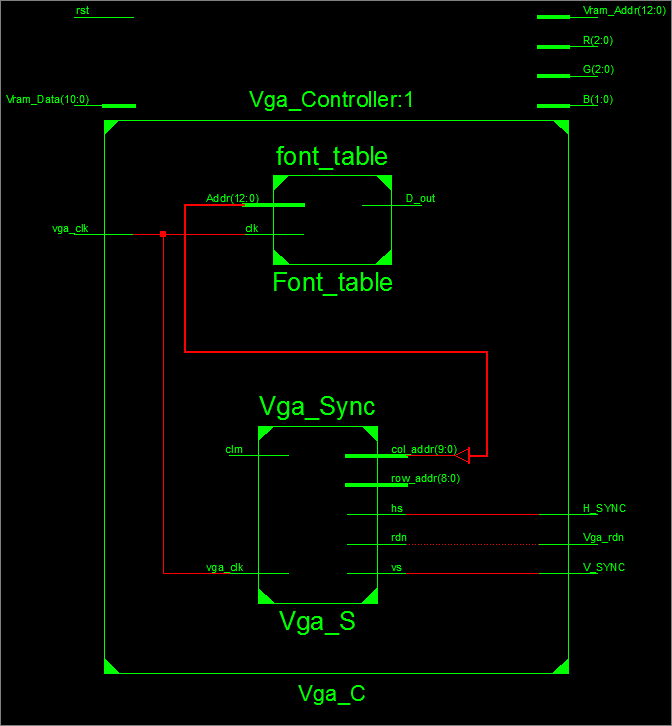 rst
Vram_Addr(12:0)
R(2:0)
G(2:0)
Vram_Data(10:0)
B(1:0)
Vga_Controller:1
font_table
Addr(12:0)
D_out
vga_clk
clk
Font_table
Vga_Sync
clrn
col_addr(9:0)
row_addr(8:0)
hs
H_SYNC
rdn
Vga_rdn
vga_clk
vs
V_SYNC
Vga_S
Vga_C